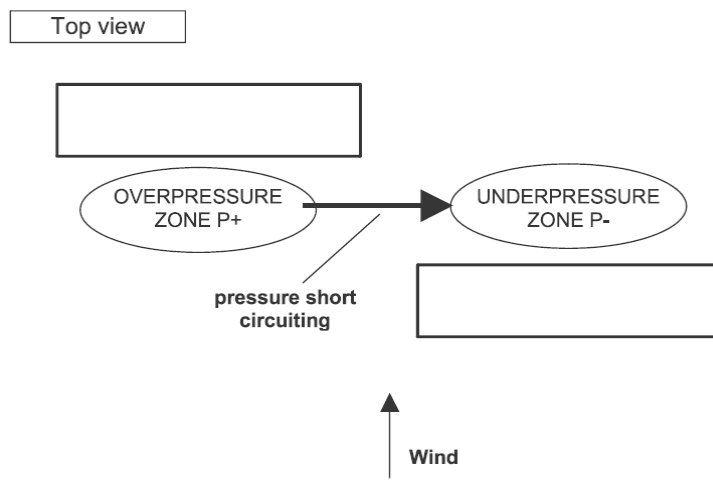 Top view
OVERPRESSURE
ZONE P+
UNDERPRESSURE
ZONE P-
pressure short
circuiting
Wind